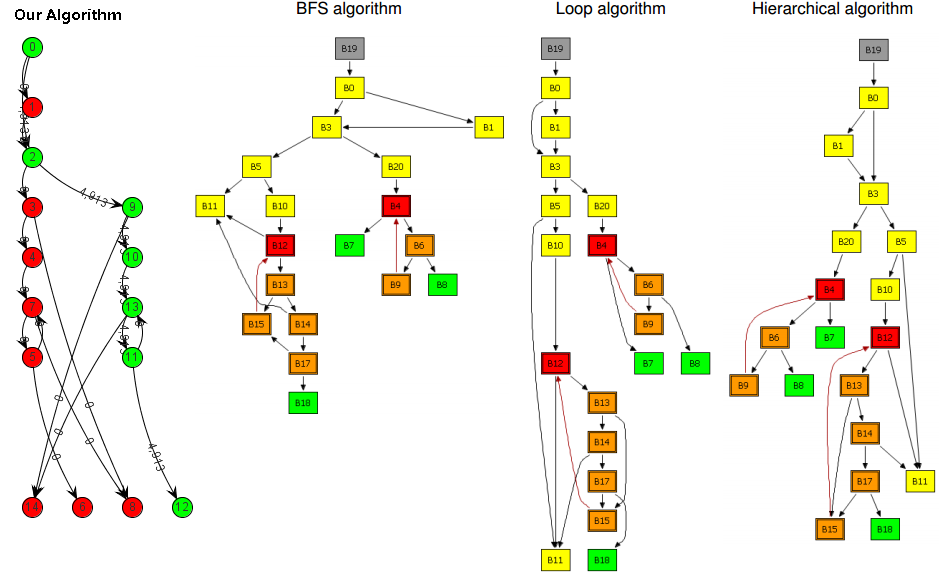 Our Algorithm
BFS algorithm
Loop algorithm
Hierarchical algorithm
0
1
2
3
9
4
10
7
13
5
11
14
6
8
12
4,913
4,913
0
0
0
0
B19
B0
B3
B1
B5
B20
B11
B10
B4
B12
B7
B6
B13
B9
B8
B15
B14
B17
B18
B19
B0
B1
B3
B5
B20
B10
B4
B6
B9
B12
B7
B8
B13
B14
B17
B15
B11
B18
B19
B0
B1
B3
B20
B5
B4
B10
B6
B7
B12
B9
B8
B13
B14
B17
B11
B15
B18